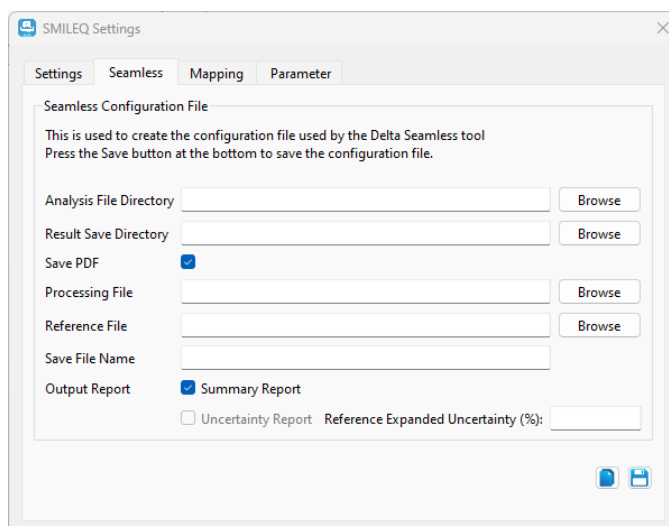 SMILEQ Settings
Settings Seamless Mapping Parameter
Seamless Configuration File
This is used to create the configuration file used by the Delta Seamless tool
Press the Save button at the bottom to save the configuration file.
Analysis File Directory Browse
Result Save Directory Browse
Save PDF
Processing File Browse
Reference File Browse
Save File Name
Output Report Summary Report
Uncertainty Report Reference Expanded Uncertainty (%):